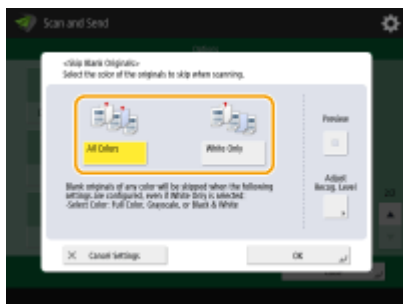 Scan and Send
<Skip Blank Originals>
Select the color of the originals to skip when scanning.
All Colors
White Only
Preview
Adjust
Recog. Level
Blank originals of any color will be skipped when the following
settings are configured, even if White Only is selected:
-Select Color: Full Color, Grayscale, or Black & White
Cancel Settings
OK